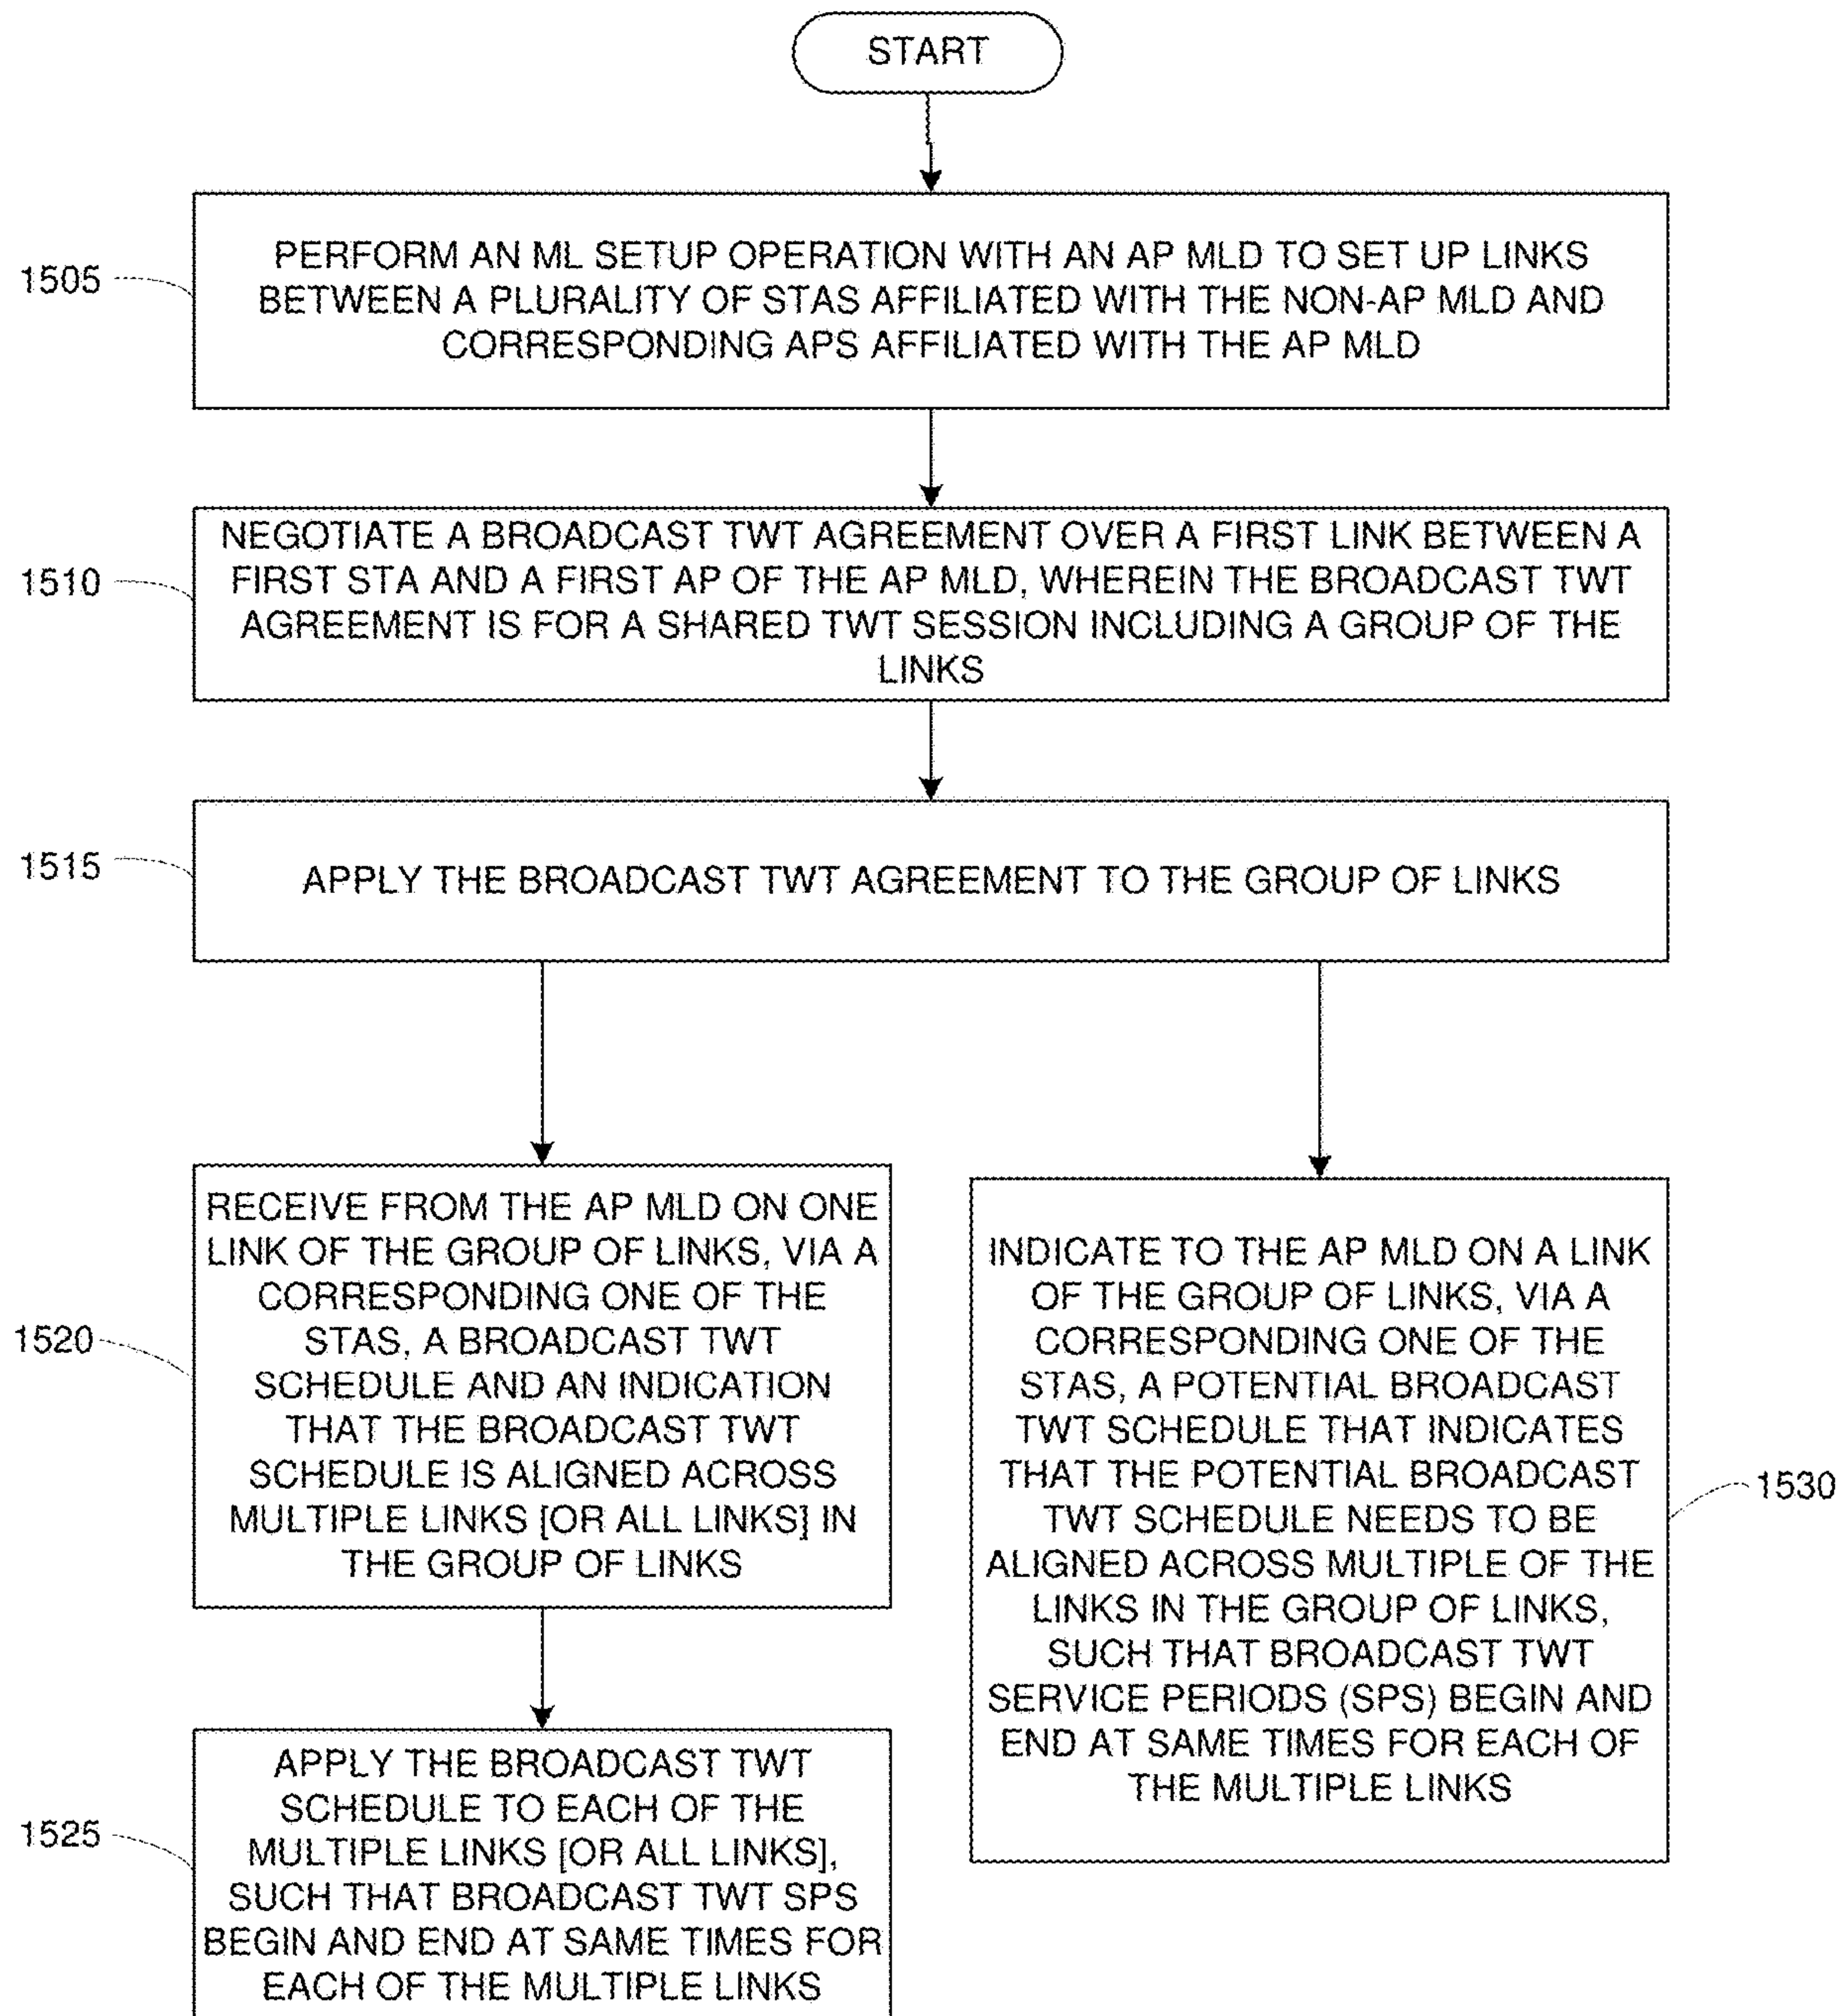 START
1505
PERFORM AN ML SETUP OPERATION WITH AN AP MLD TO SET UP LINKS
BETWEEN A PLURALITY OF STAS AFFILIATED WITH THE NON-AP MLD AND
CORRESPONDING APS AFFILIATED WITH THE AP MLD
1510
NEGOTIATE A BROADCAST TWT AGREEMENT OVER A FIRST LINK BETWEEN A
FIRST STA AND A FIRST AP OF THE AP MLD, WHEREIN THE BROADCAST TWT
AGREEMENT IS FOR A SHARED TWT SESSION INCLUDING A GROUP OF THE
LINKS
1515
APPLY THE BROADCAST TWT AGREEMENT TO THE GROUP OF LINKS
1520
RECEIVE FROM THE AP MLD ON ONE
LINK OF THE GROUP OF LINKS, VIA A
CORRESPONDING ONE OF THE
STAS, A BROADCAST TWT
SCHEDULE AND AN INDICATION
THAT THE BROADCAST TWT
SCHEDULE IS ALIGNED ACROSS
MULTIPLE LINKS [OR ALL LINKS] IN
THE GROUP OF LINKS
1525
APPLY THE BROADCAST TWT
SCHEDULE TO EACH OF THE
MULTIPLE LINKS [OR ALL LINKS],
SUCH THAT BROADCAST TWT SPS
BEGIN AND END AT SAME TIMES FOR
EACH OF THE MULTIPLE LINKS
INDICATE TO THE AP MLD ON A LINK
OF THE GROUP OF LINKS, VIA A
CORRESPONDING ONE OF THE
STAS, A POTENTIAL BROADCAST
TWT SCHEDULE THAT INDICATES
THAT THE POTENTIAL BROADCAST
TWT SCHEDULE NEEDS TO BE
ALIGNED ACROSS MULTIPLE OF THE
LINKS IN THE GROUP OF LINKS,
SUCH THAT BROADCAST TWT
SERVICE PERIODS (SPS) BEGIN AND
END AT SAME TIMES FOR EACH OF
THE MULTIPLE LINKS
1530